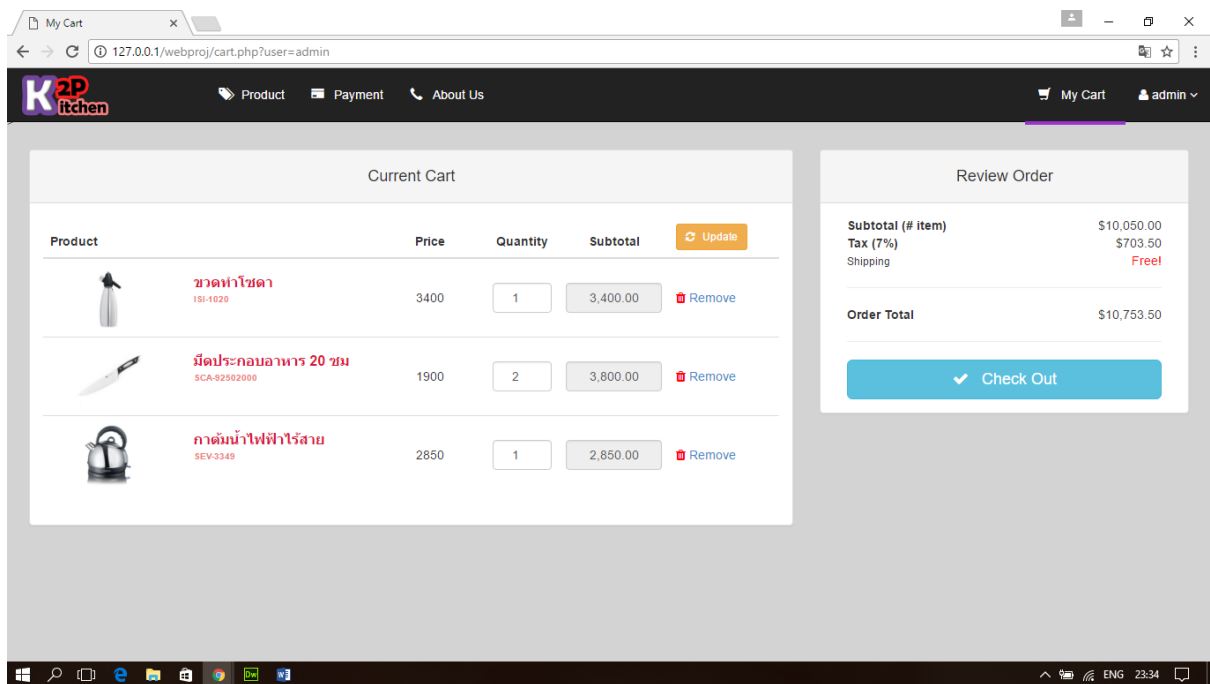 My Cart
127.0.0.1/webproj/cart.php?user=admin
K2P itchen
Product Payment About Us My Cart admin
Current Cart
Product Price Quantity Subtotal Update
ขวดทำโซดา
ISI-1020
3400 1 3,400.00 Remove
มีดประกอบอาหาร 20 ซม
SCA-92502000
1900 2 3,800.00 Remove
กาต้มน้ำไฟฟ้าไร้สาย
SEV-3349
2850 1 2,850.00 Remove
Review Order
Subtotal (# item) $10,050.00
Tax (7%) $703.50
Shipping Free!
Order Total $10,753.50
Check Out
Dw W ENG 23:34